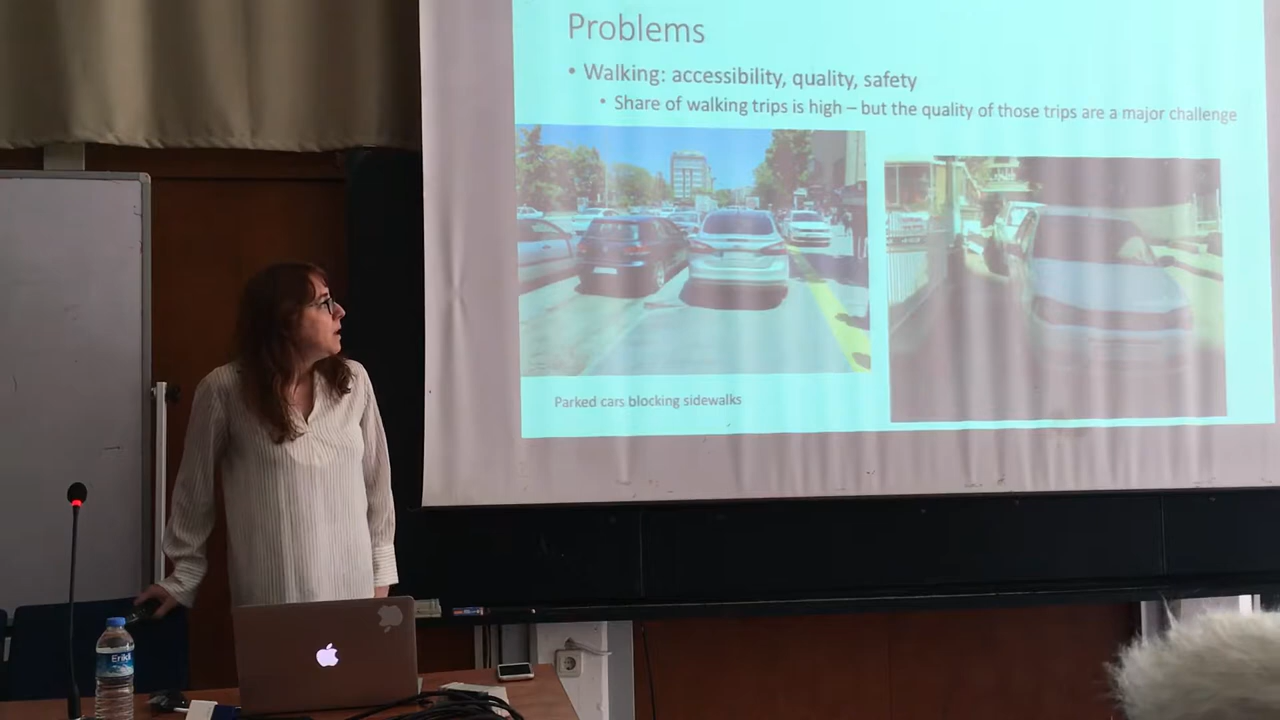 Problems
• Walking: accessibility, quality, safety
• Share of walking trips is high – but the quality of those trips are a major challenge
Parked cars blocking sidewalks
Erikli